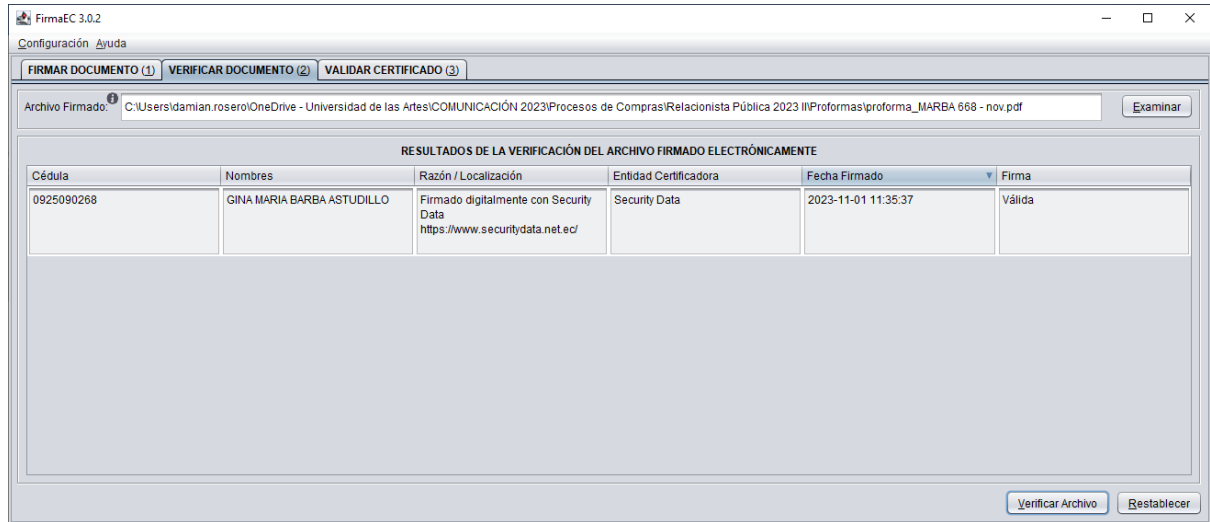 FirmaEC 3.0.2
Configuración Ayuda
FIRMAR DOCUMENTO (1) VERIFICAR DOCUMENTO (2) VALIDAR CERTIFICADO (3)
Archivo Firmado: C:\Users\damian.rosero\OneDrive - Universidad de las Artes\COMUNICACIÓN 2023\Procesos de Compras\Relacionista Pública 2023 II\Proformas\proforma_MARBA 668 - nov.pdf Examinar
RESULTADOS DE LA VERIFICACIÓN DEL ARCHIVO FIRMADO ELECTRÓNICAMENTE
Cédula Nombres Razón / Localización Entidad Certificadora Fecha Firmado Firma
0925090268 GINA MARIA BARBA ASTUDILLO Firmado digitalmente con Security Security Data 2023-11-01 11:35:37 Válida
Data
https://www.securitydata.net.ec/
Verificar Archivo Restablecer